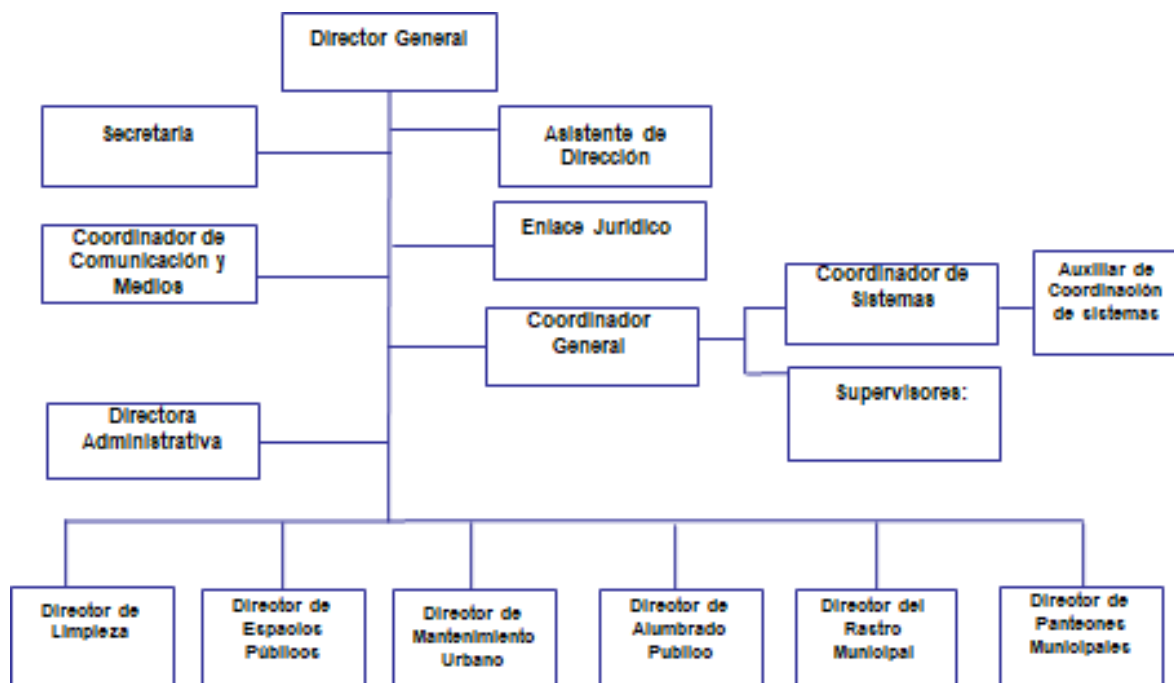 Director General
Secretaria
Asistente de
Dirección
Enlace Jurídico
Coordinador de
Comunicación y
Medios
Coordinador de
Sistemas
Auxiliar de
Coordinación
de sistemas
Coordinador
General
Supervisores:
Directora
Administrativa
Director de
Limpieza
Director de
Espacios
Públicos
Director de
Mantenimiento
Urbano
Director de
Alumbrado
Publico
Director del
Rastro
Municipal
Director de
Panteones
Municipales